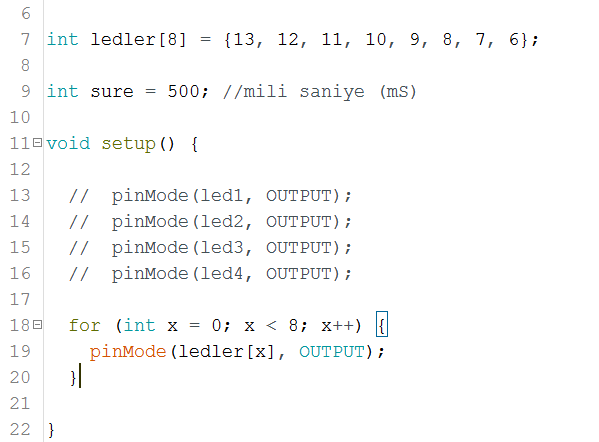 6
7 int ledler[8] = {13, 12, 11, 10, 9, 8, 7, 6};
8
9 int sure = 500; //mili saniye (mS)
10
11 void setup() {
12
13   //  pinMode(led1, OUTPUT);
14   //  pinMode(led2, OUTPUT);
15   //  pinMode(led3, OUTPUT);
16   //  pinMode(led4, OUTPUT);
17
18   for (int x = 0; x < 8; x++) {
19     pinMode(ledler[x], OUTPUT);
20   }
21
22 }